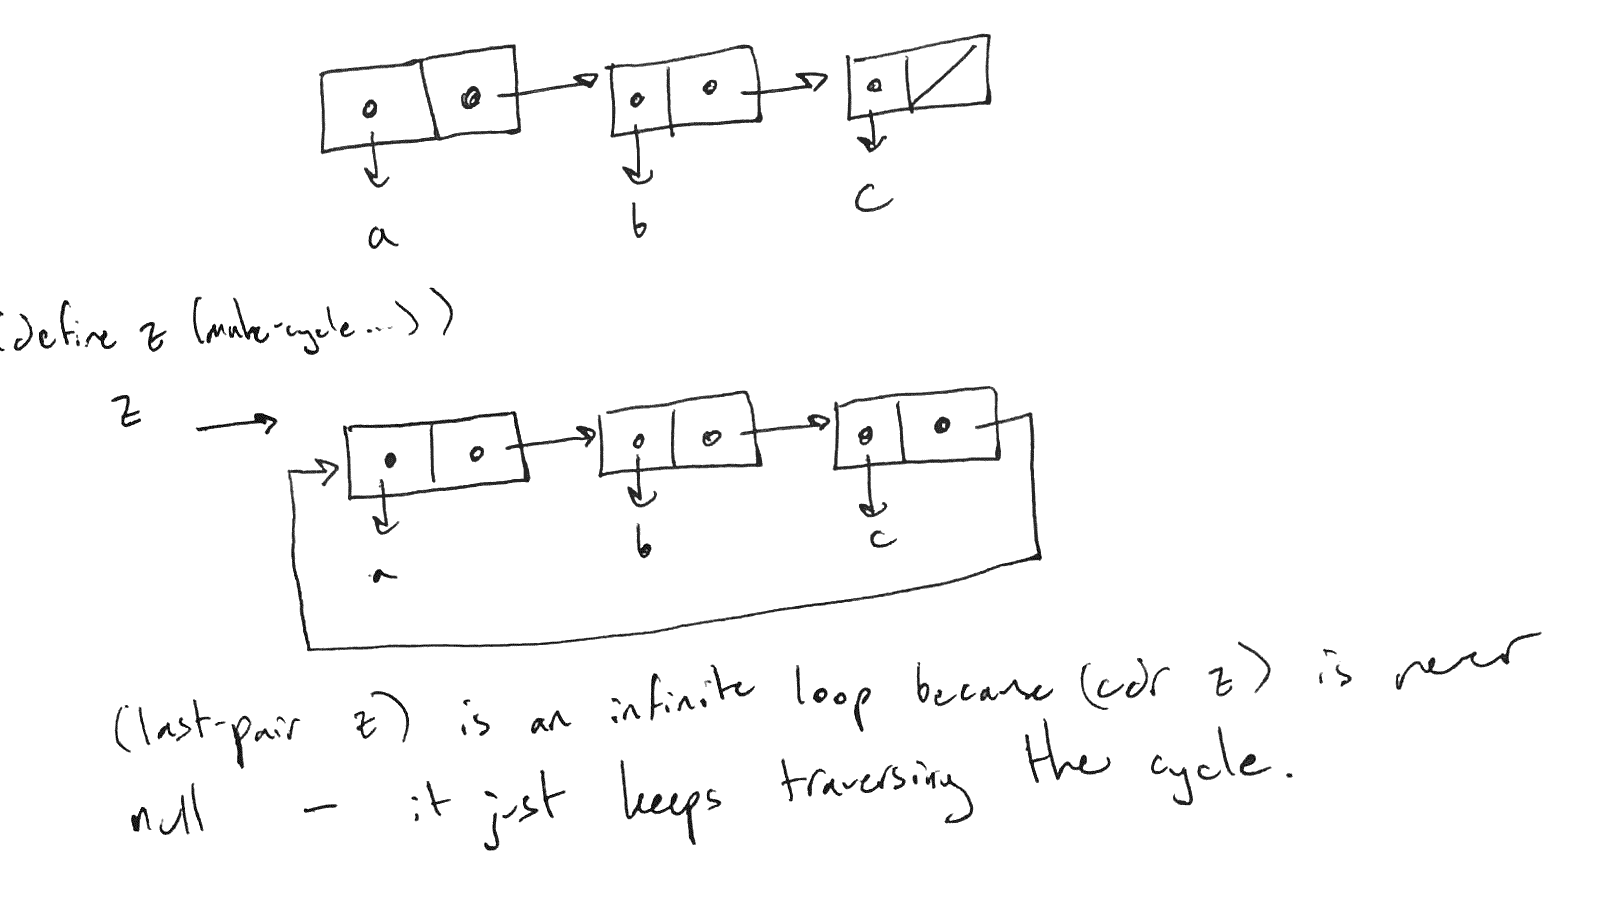 a
b
c
(define z (make-cycle...))
z
a
b
c
(last-pair z) is an infinite loop because (cdr z) is never
null – it just keeps traversing the cycle.